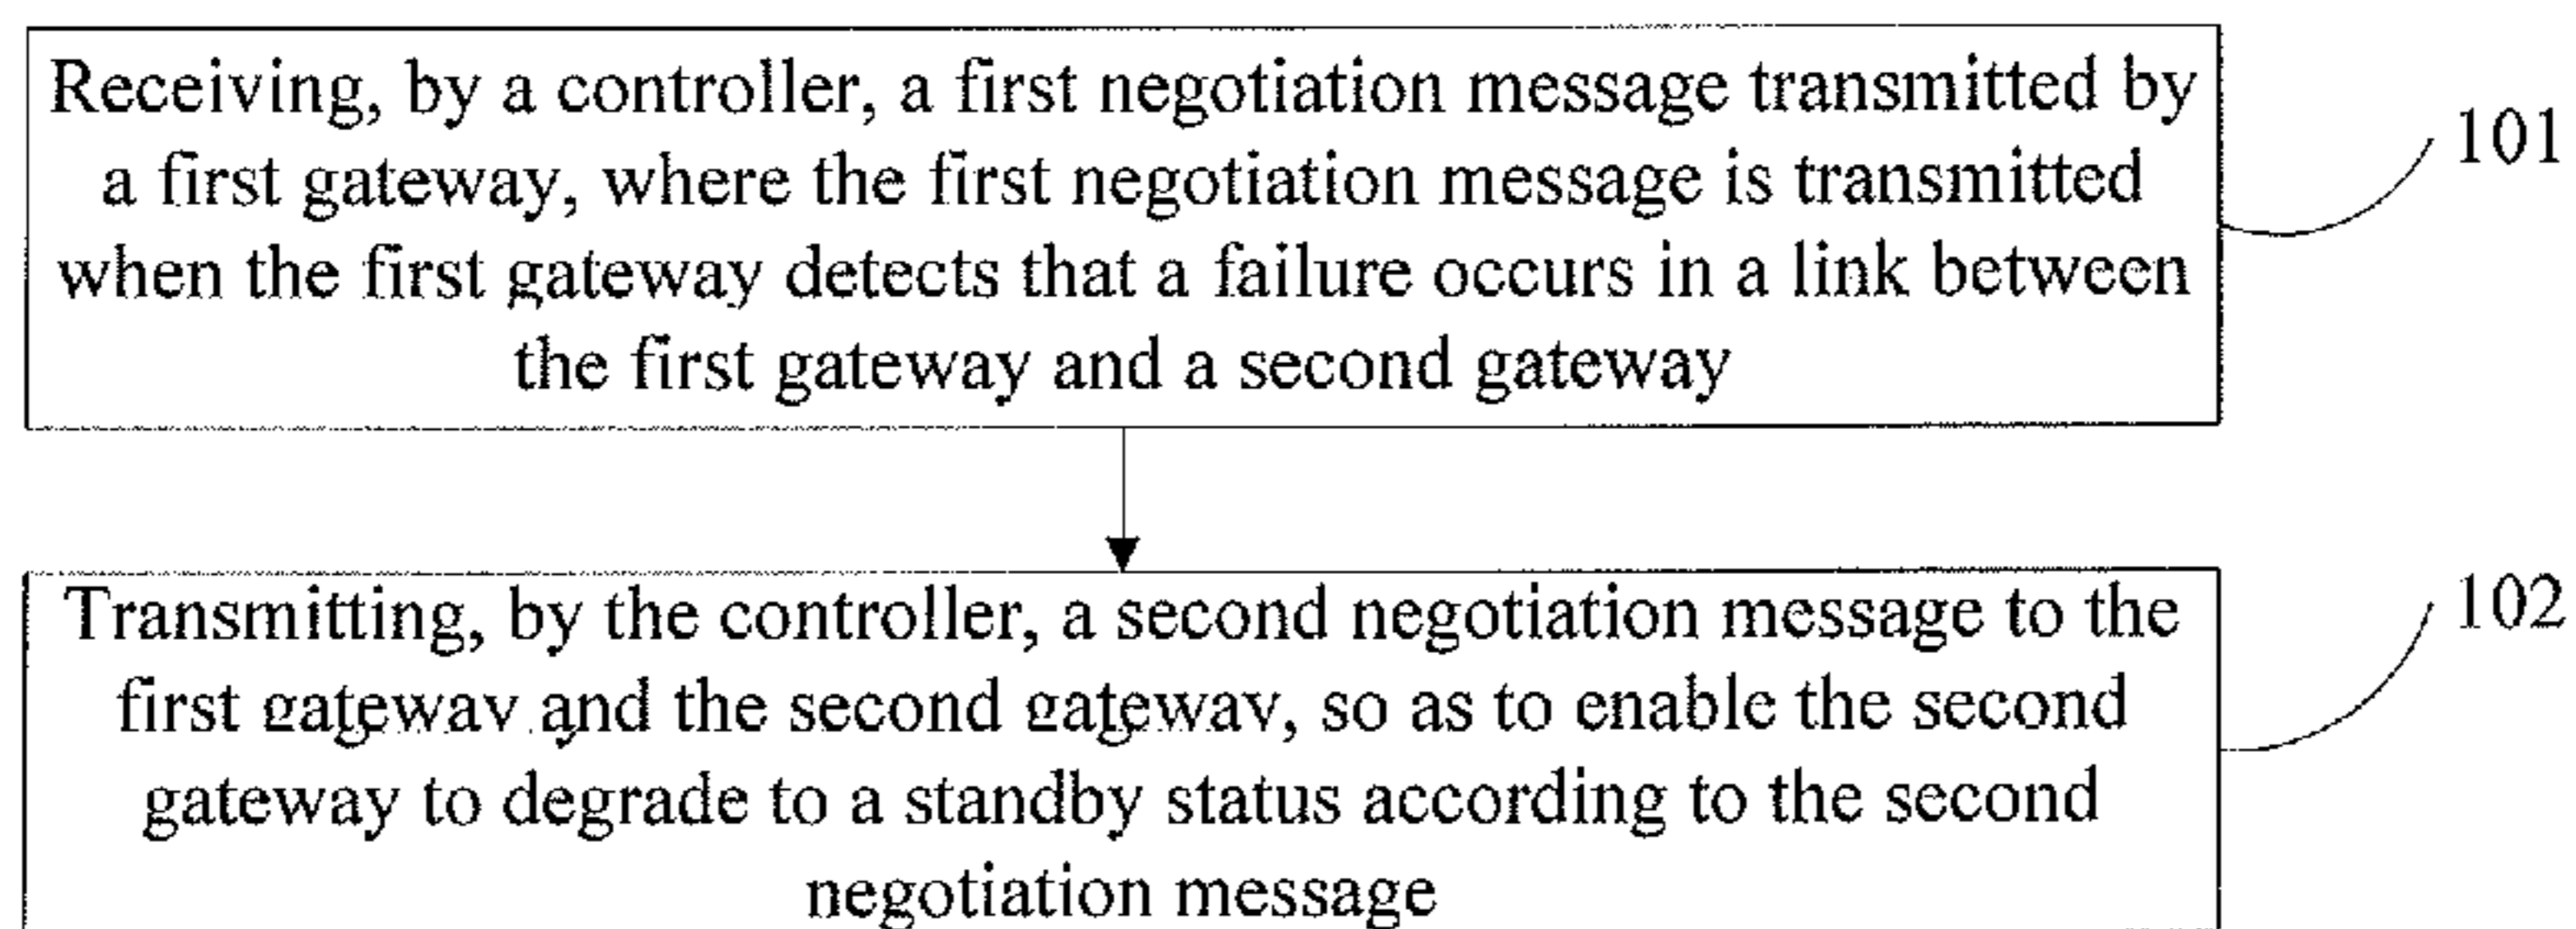 Receiving, by a controller, a first negotiation message transmitted by
a first gateway, where the first negotiation message is transmitted
when the first gateway detects that a failure occurs in a link between
the first gateway and a second gateway
101
Transmitting, by the controller, a second negotiation message to the
first gateway and the second gateway, so as to enable the second
gateway to degrade to a standby status according to the second
negotiation message
102